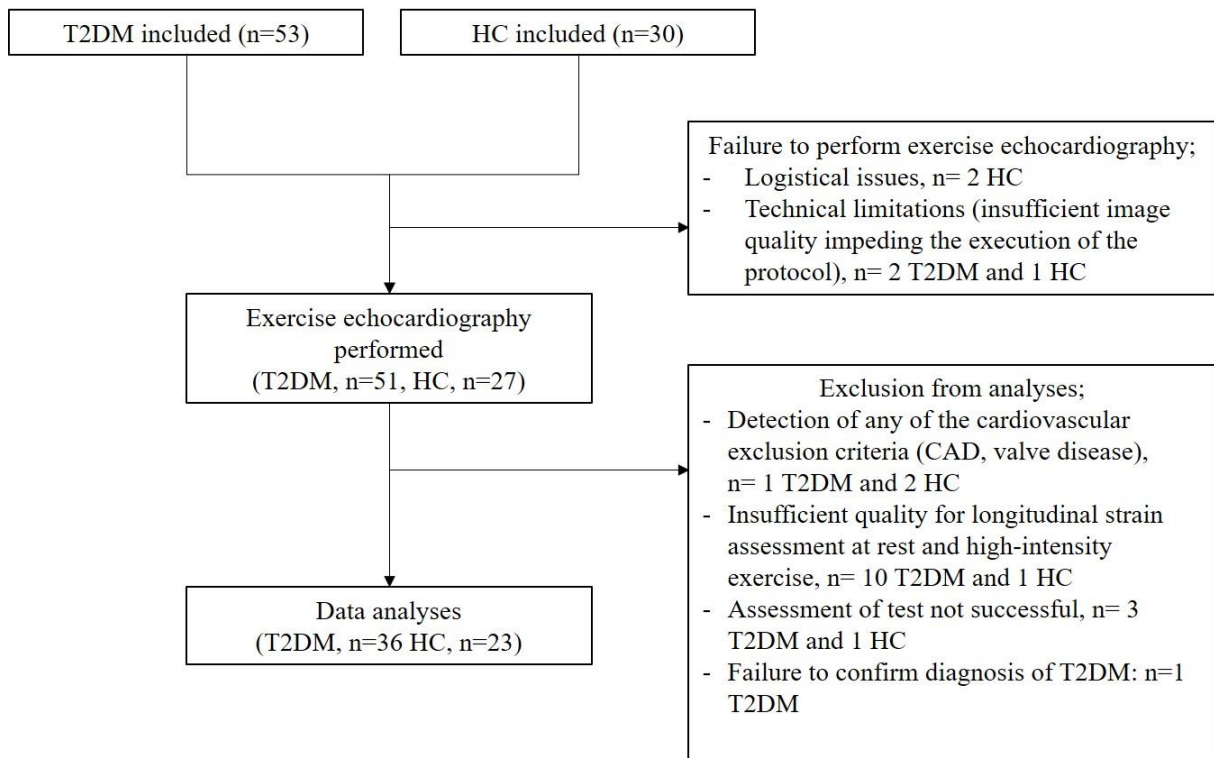 T2DM included (n=53)
HC included (n=30)
Failure to perform exercise echocardiography;
- Logistical issues, n= 2 HC
- Technical limitations (insufficient image
quality impeding the execution of the
protocol), n= 2 T2DM and 1 HC
Exercise echocardiography
performed
(T2DM, n=51, HC, n=27)
Exclusion from analyses;
- Detection of any of the cardiovascular
exclusion criteria (CAD, valve disease),
n= 1 T2DM and 2 HC
- Insufficient quality for longitudinal strain
assessment at rest and high-intensity
exercise, n= 10 T2DM and 1 HC
- Assessment of test not successful, n= 3
T2DM and 1 HC
- Failure to confirm diagnosis of T2DM: n=1
T2DM
Data analyses
(T2DM, n=36 HC, n=23)